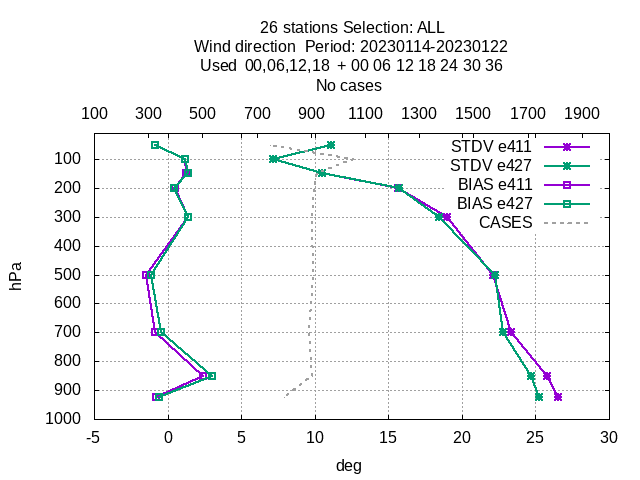 26 stations Selection: ALL
Wind direction  Period: 20230114-20230122
Used  00,06,12,18  + 00 06 12 18 24 30 36
No cases
100 300 500 700 900 1100 1300 1500 1700 1900
STDV e411
STDV e427
BIAS e411
BIAS e427
CASES
100
200
300
400
500
600
700
800
900
1000
hPa
-5 0 5 10 15 20 25 30
deg